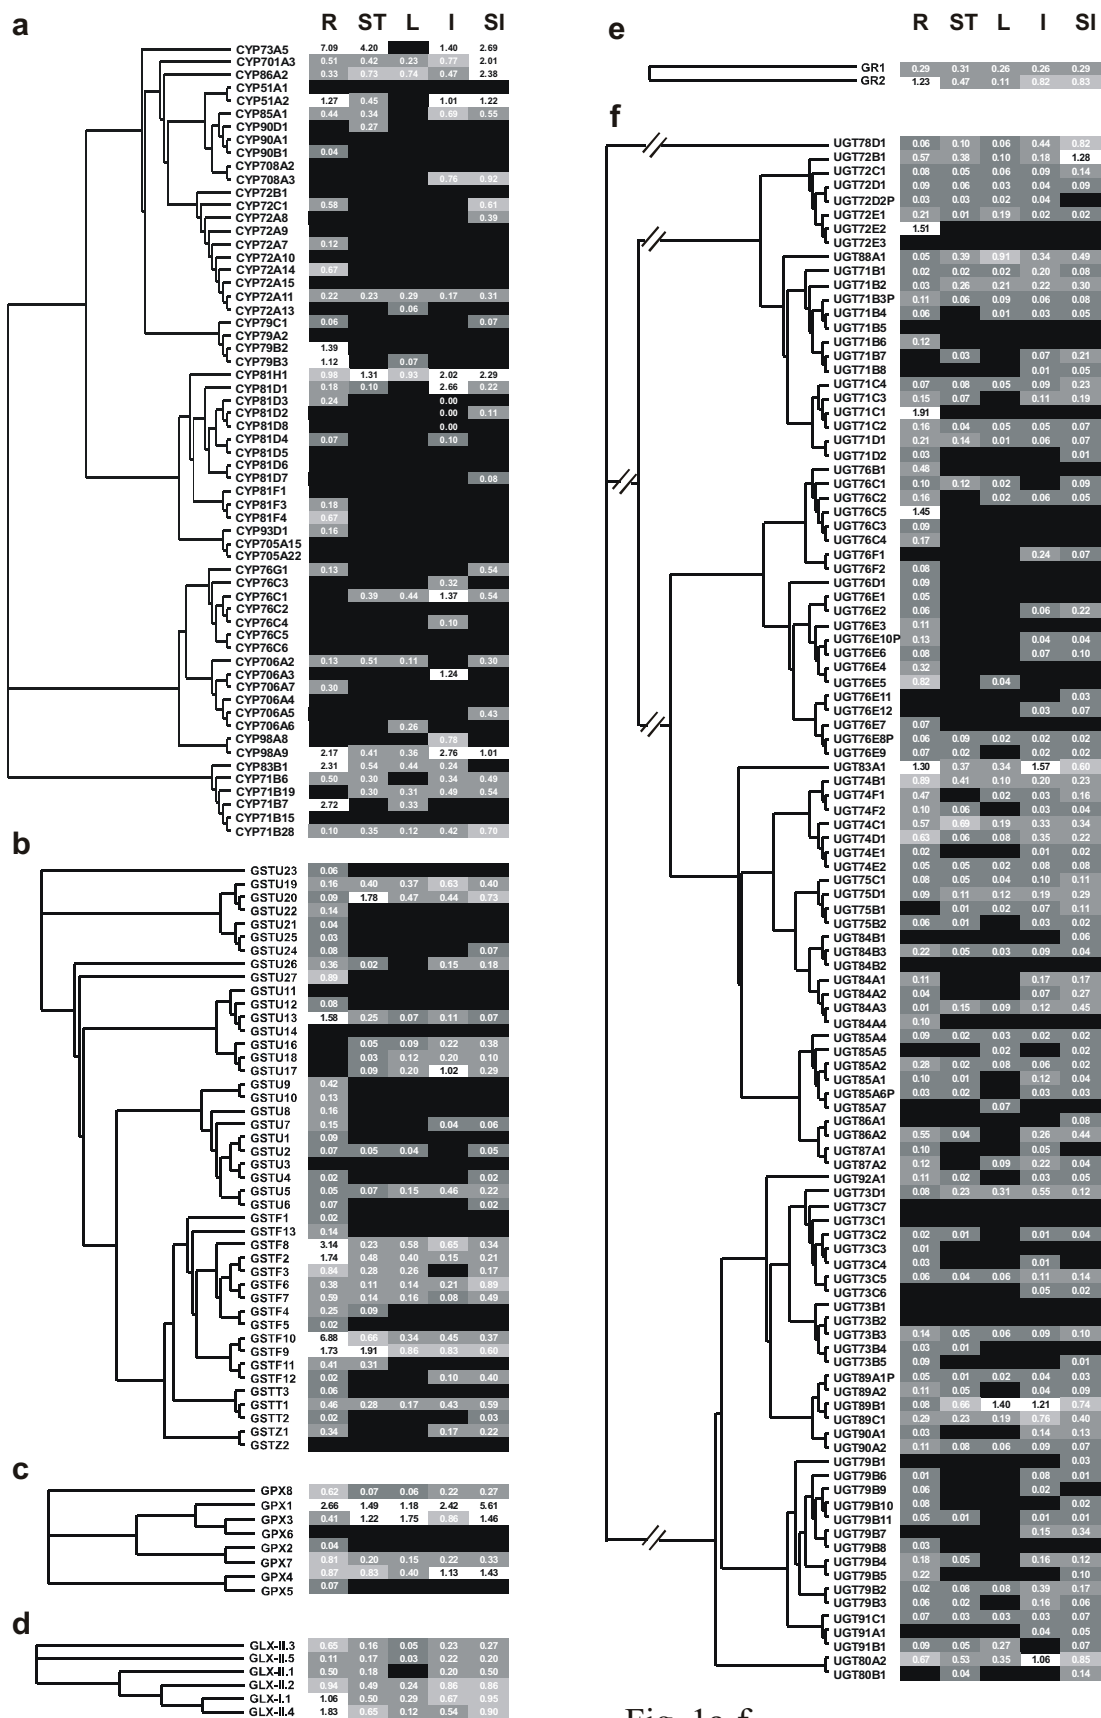 a R ST L I SI
CYP73A5 7.09 4.20 1.40 2.69
CYP701A3 0.51 0.42 0.23 0.77 2.01
CYP86A2 0.33 0.73 0.74 0.47 2.38
CYP51A1
CYP51A2 1.27 0.45 1.01 1.22
CYP85A1 0.44 0.34 0.69 0.55
CYP90D1 0.27
CYP90A1
CYP90B1 0.04
CYP708A2
CYP708A3 0.76 0.92
CYP72B1
CYP72C1 0.58 0.61
CYP72A8 0.39
CYP72A9
CYP72A7 0.12
CYP72A10
CYP72A14 0.67
CYP72A15
CYP72A11 0.22 0.23 0.29 0.17 0.31
CYP72A13 0.06
CYP79C1 0.06 0.07
CYP79A2
CYP79B2 1.39
CYP79B3 1.12 0.07
CYP81H1 0.98 1.31 0.93 2.02 2.29
CYP81D1 0.18 0.10 2.66 0.22
CYP81D3 0.24 0.00
CYP81D2 0.00 0.11
CYP81D8 0.00
CYP81D4 0.07 0.10
CYP81D5
CYP81D6
CYP81D7 0.08
CYP81F1
CYP81F3 0.18
CYP81F4 0.67
CYP93D1 0.16
CYP705A15
CYP705A22
CYP76G1 0.13 0.54
CYP76C3 0.32
CYP76C1 0.39 0.44 1.37 0.54
CYP76C2
CYP76C4 0.10
CYP76C5
CYP76C6
CYP706A2 0.13 0.51 0.11 0.30
CYP706A3 1.24
CYP706A7 0.30
CYP706A4
CYP706A5 0.43
CYP706A6 0.26
CYP98A8 0.78
CYP98A9 2.17 0.41 0.36 2.76 1.01
CYP83B1 2.31 0.54 0.44 0.24
CYP71B6 0.50 0.30 0.34 0.49
CYP71B19 0.30 0.31 0.49 0.54
CYP71B7 2.72 0.33
CYP71B15
CYP71B28 0.10 0.35 0.12 0.42 0.70
b
GSTU23 0.06
GSTU19 0.16 0.40 0.37 0.63 0.40
GSTU20 0.09 1.78 0.47 0.44 0.73
GSTU22 0.14
GSTU21 0.04
GSTU25 0.03
GSTU24 0.08 0.07
GSTU26 0.36 0.02 0.15 0.18
GSTU27 0.89
GSTU11
GSTU12 0.08
GSTU13 1.58 0.25 0.07 0.11 0.07
GSTU14
GSTU16 0.05 0.09 0.22 0.38
GSTU18 0.03 0.12 0.20 0.10
GSTU17 0.09 0.20 1.02 0.29
GSTU9 0.42
GSTU10 0.13
GSTU8 0.16
GSTU7 0.15 0.04 0.06
GSTU1 0.09
GSTU2 0.07 0.05 0.04 0.05
GSTU3
GSTU4 0.02 0.02
GSTU5 0.05 0.07 0.15 0.46 0.22
GSTU6 0.07 0.02
GSTF1 0.02
GSTF13 0.14
GSTF8 3.14 0.23 0.58 0.65 0.34
GSTF2 1.74 0.48 0.40 0.15 0.21
GSTF3 0.84 0.28 0.26 0.17
GSTF6 0.38 0.11 0.14 0.21 0.89
GSTF7 0.59 0.14 0.16 0.08 0.49
GSTF4 0.25 0.09
GSTF5 0.02
GSTF10 6.88 0.66 0.34 0.45 0.37
GSTF9 1.73 1.91 0.86 0.83 0.60
GSTF11 0.41 0.31
GSTF12 0.02 0.10 0.40
GSTT3 0.06
GSTT1 0.46 0.28 0.17 0.43 0.59
GSTT2 0.02 0.03
GSTZ1 0.34 0.17 0.22
GSTZ2
c
GPX8 0.62 0.07 0.06 0.22 0.27
GPX1 2.66 1.49 1.18 2.42 5.61
GPX3 0.41 1.22 1.75 0.86 1.46
GPX6
GPX2 0.04
GPX7 0.81 0.20 0.15 0.22 0.33
GPX4 0.87 0.83 0.40 1.13 1.43
GPX5 0.07
d
GLX-II.3 0.65 0.16 0.05 0.23 0.27
GLX-II.5 0.11 0.17 0.03 0.22 0.20
GLX-II.1 0.50 0.18 0.20 0.50
GLX-II.2 0.94 0.49 0.24 0.86 0.86
GLX-I.1 1.06 0.50 0.29 0.67 0.95
GLX-II.4 1.83 0.65 0.12 0.54 0.90
e R ST L I SI
GR1 0.29 0.31 0.26 0.26 0.29
GR2 1.23 0.47 0.11 0.82 0.83
f
UGT78D1 0.06 0.10 0.06 0.44 0.82
UGT72B1 0.57 0.38 0.10 0.18 1.28
UGT72C1 0.08 0.05 0.06 0.09 0.14
UGT72D1 0.09 0.06 0.03 0.04 0.09
UGT72D2P 0.03 0.03 0.02 0.04
UGT72E1 0.21 0.01 0.19 0.02 0.02
UGT72E2 1.51
UGT72E3
UGT88A1 0.05 0.39 0.91 0.34 0.49
UGT71B1 0.02 0.02 0.02 0.20 0.08
UGT71B2 0.03 0.26 0.21 0.22 0.30
UGT71B3P 0.11 0.06 0.09 0.06 0.08
UGT71B4 0.06 0.01 0.03 0.05
UGT71B5
UGT71B6 0.12
UGT71B7 0.03 0.07 0.21
UGT71B8 0.01 0.05
UGT71C4 0.07 0.08 0.05 0.09 0.23
UGT71C3 0.15 0.07 0.11 0.19
UGT71C1 1.91
UGT71C2 0.16 0.04 0.05 0.05 0.07
UGT71D1 0.21 0.14 0.01 0.06 0.07
UGT71D2 0.03 0.01
UGT76B1 0.48
UGT76C1 0.10 0.12 0.02 0.09
UGT76C2 0.16 0.02 0.06 0.05
UGT76C5 1.45
UGT76C3 0.09
UGT76C4 0.17
UGT76F1 0.24 0.07
UGT76F2 0.08
UGT76D1 0.09
UGT76E1 0.05
UGT76E2 0.06 0.06 0.22
UGT76E3 0.11
UGT76E10P 0.13 0.04 0.04
UGT76E6 0.08 0.07 0.10
UGT76E4 0.32
UGT76E5 0.82 0.04
UGT76E11 0.03
UGT76E12 0.03 0.07
UGT76E7 0.07
UGT76E8P 0.06 0.09 0.02 0.02 0.02
UGT76E9 0.07 0.02 0.02 0.02
UGT83A1 1.30 0.37 0.34 1.57 0.60
UGT74B1 0.89 0.41 0.10 0.20 0.23
UGT74F1 0.47 0.02 0.03 0.16
UGT74F2 0.10 0.06 0.03 0.04
UGT74C1 0.57 0.69 0.19 0.33 0.34
UGT74D1 0.63 0.06 0.08 0.35 0.22
UGT74E1 0.02 0.01 0.02
UGT74E2 0.05 0.05 0.02 0.08 0.08
UGT75C1 0.08 0.05 0.04 0.10 0.11
UGT75D1 0.09 0.11 0.12 0.19 0.29
UGT75B1 0.01 0.02 0.07 0.11
UGT75B2 0.06 0.01 0.03 0.02
UGT84B1 0.06
UGT84B3 0.22 0.05 0.03 0.09 0.04
UGT84B2
UGT84A1 0.11 0.17 0.17
UGT84A2 0.04 0.07 0.27
UGT84A3 0.01 0.15 0.09 0.12 0.45
UGT84A4 0.10
UGT85A4 0.09 0.02 0.03 0.02 0.02
UGT85A5 0.02 0.02
UGT85A2 0.28 0.02 0.08 0.06 0.02
UGT85A1 0.10 0.01 0.12 0.04
UGT85A6P 0.03 0.02 0.03 0.03
UGT85A7 0.07
UGT86A1 0.08
UGT86A2 0.55 0.04 0.26 0.44
UGT87A1 0.10 0.05
UGT87A2 0.12 0.09 0.22 0.04
UGT92A1 0.11 0.02 0.03 0.05
UGT73D1 0.08 0.23 0.31 0.55 0.12
UGT73C7
UGT73C1
UGT73C2 0.02 0.01 0.01 0.04
UGT73C3 0.01
UGT73C4 0.03 0.01
UGT73C5 0.06 0.04 0.06 0.11 0.14
UGT73C6 0.05 0.02
UGT73B1
UGT73B2
UGT73B3 0.14 0.05 0.06 0.09 0.10
UGT73B4 0.03 0.01
UGT73B5 0.09 0.01
UGT89A1P 0.05 0.01 0.02 0.04 0.03
UGT89A2 0.11 0.05 0.04 0.09
UGT89B1 0.08 0.66 1.40 1.21 0.74
UGT89C1 0.29 0.23 0.19 0.76 0.40
UGT90A1 0.03 0.14 0.13
UGT90A2 0.11 0.08 0.06 0.09 0.07
UGT79B1 0.03
UGT79B6 0.01 0.08 0.01
UGT79B9 0.06 0.02
UGT79B10 0.08 0.02
UGT79B11 0.05 0.01 0.01 0.01
UGT79B7 0.15 0.34
UGT79B8 0.03
UGT79B4 0.18 0.05 0.16 0.12
UGT79B5 0.22 0.10
UGT79B2 0.02 0.08 0.08 0.39 0.17
UGT79B3 0.06 0.02 0.16 0.06
UGT91C1 0.07 0.03 0.03 0.03 0.07
UGT91A1 0.04 0.05
UGT91B1 0.09 0.05 0.27 0.07
UGT80A2 0.67 0.53 0.35 1.06 0.85
UGT80B1 0.04 0.14